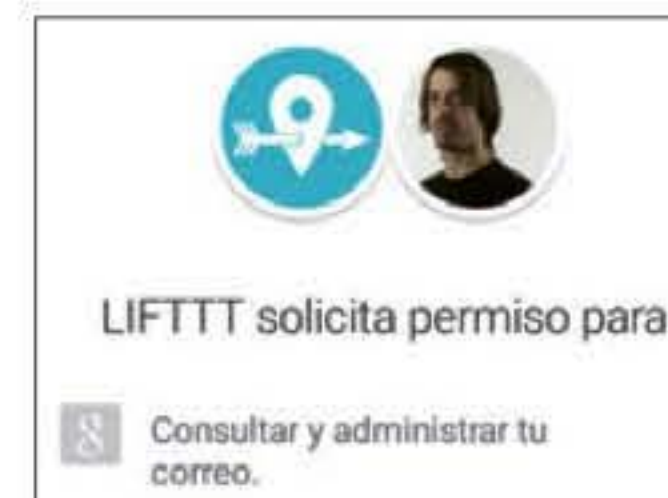 LIFTTT solicita permiso para
Consultar y administrar tu
correo.